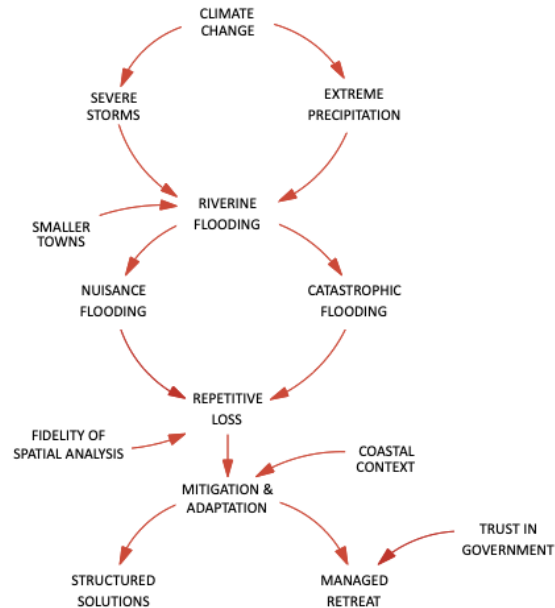 CLIMATE
CHANGE
SEVERE
STORMS
EXTREME
PRECIPITATION
SMALLER
TOWNS
RIVERINE
FLOODING
NUISANCE
FLOODING
CATASTROPHIC
FLOODING
REPETITIVE
LOSS
FIDELITY OF
SPATIAL ANALYSIS
COASTAL
CONTEXT
MITIGATION &
ADAPTATION
TRUST IN
GOVERNMENT
STRUCTURED
SOLUTIONS
MANAGED
RETREAT